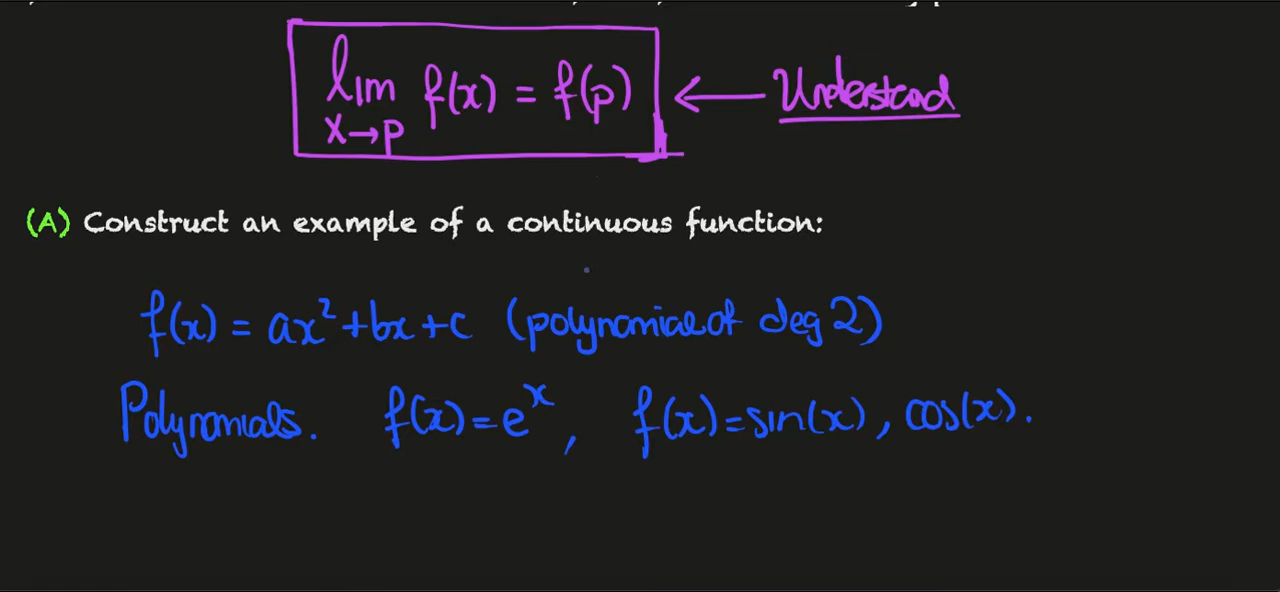 lim f(x) = f(p) ← Understand
x→p
(A) Construct an example of a continuous function:
f(x) = ax²+bx+c (polynomial of deg 2)
Polynomials. f(x)=eˣ, f(x)=sin(x), cos(x).